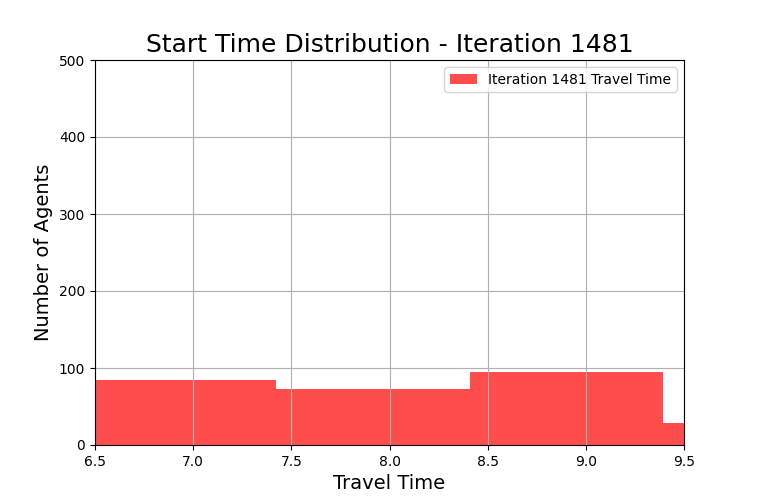 Start Time Distribution - Iteration 1481
Iteration 1481 Travel Time
Number of Agents
500
400
300
200
100
0
6.5 7.0 7.5 8.0 8.5 9.0 9.5
Travel Time